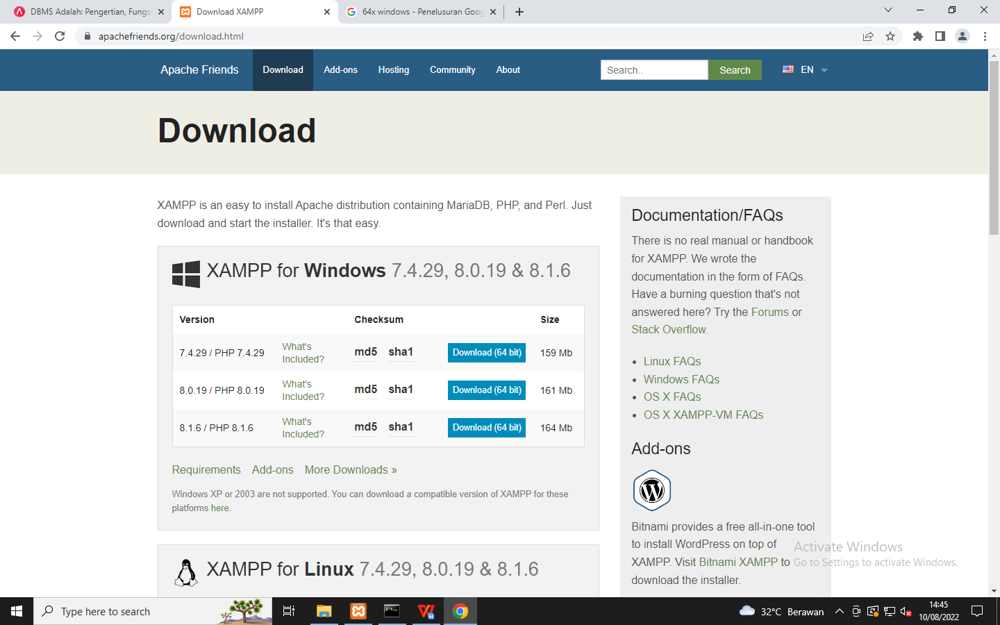 DBMS Adalah: Pengertian, Fungs
Download XAMPP
64x windows - Penelusuran Goog
apachefriends.org/download.html
Apache Friends
Download
Add-ons
Hosting
Community
About
Search..
Search
EN
Download
XAMPP is an easy to install Apache distribution containing MariaDB, PHP, and Perl. Just
download and start the installer. It's that easy.
XAMPP for Windows 7.4.29, 8.0.19 & 8.1.6
Version Checksum Size
7.4.29 / PHP 7.4.29 What's Included? md5 sha1 Download (64 bit) 159 Mb
8.0.19 / PHP 8.0.19 What's Included? md5 sha1 Download (64 bit) 161 Mb
8.1.6 / PHP 8.1.6 What's Included? md5 sha1 Download (64 bit) 164 Mb
Requirements Add-ons More Downloads »
Windows XP or 2003 are not supported. You can download a compatible version of XAMPP for these
platforms here.
XAMPP for Linux 7.4.29, 8.0.19 & 8.1.6
Documentation/FAQs
There is no real manual or handbook
for XAMPP. We wrote the
documentation in the form of FAQs.
Have a burning question that's not
answered here? Try the Forums or
Stack Overflow.
Linux FAQs
Windows FAQs
OS X FAQs
OS X XAMPP-VM FAQs
Add-ons
Bitnami provides a free all-in-one tool
to install WordPress on top of
XAMPP. Visit Bitnami XAMPP to
download the installer.
Activate Windows
Go to Settings to activate Windows.
Type here to search
32°C Berawan
14:45
10/08/2022